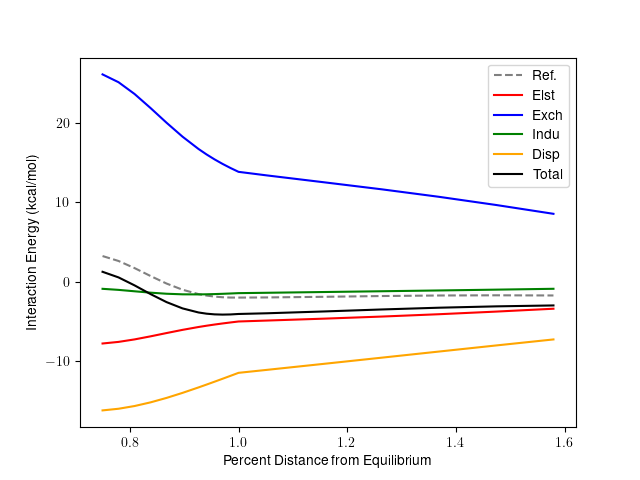 Ref.
Elst
Exch
Indu
Disp
Total
20
10
0
−10
Interaction Energy (kcal/mol)
0.8 1.0 1.2 1.4 1.6
Percent Distance from Equilibrium